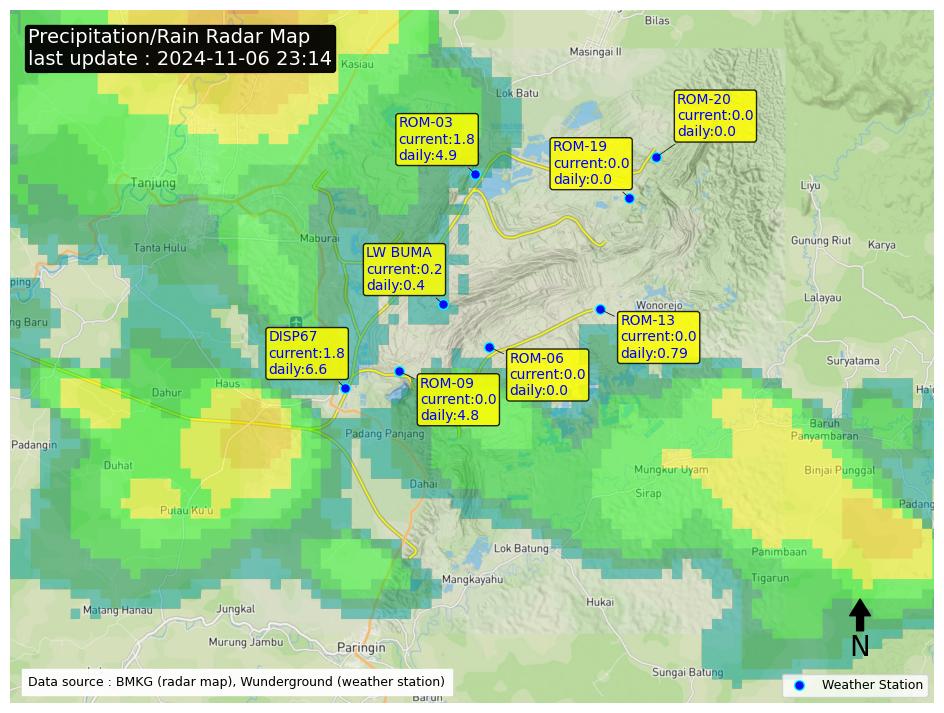 Precipitation/Rain Radar Map
last update : 2024-11-06 23:14
Bilas
Masingai II
Kasiau
Lok Batu
ROM-20
current:0.0
daily:0.0
ROM-03
current:1.8
daily:4.9
ROM-19
current:0.0
daily:0.0
Tanjung
Liyu
Maburai
Tanta Hulu
Gunung Riut
Karya
LW BUMA
current:0.2
daily:0.4
ping
Lalayau
Wonorejo
ng Baru
ROM-13
current:0.0
daily:0.79
DISP67
current:1.8
daily:6.6
ROM-06
current:0.0
daily:0.0
Suryatama
ROM-09
current:0.0
daily:4.8
Haus
Dahur
Ha
Baruh
Panyambaran
Padang Panjang
Padangin
Duhat
Mungkur Uyam
Binjai Punggal
Dahai
Sirap
Padang
Pulau Ku'u
Lok Batung
Panimbaan
Mangkayahu
Tigarun
Hukai
Matang Hanau
Jungkal
Murung Jambu
Paringin
N
Sungai Batung
Data source : BMKG (radar map), Wunderground (weather station)
Weather Station
Barun